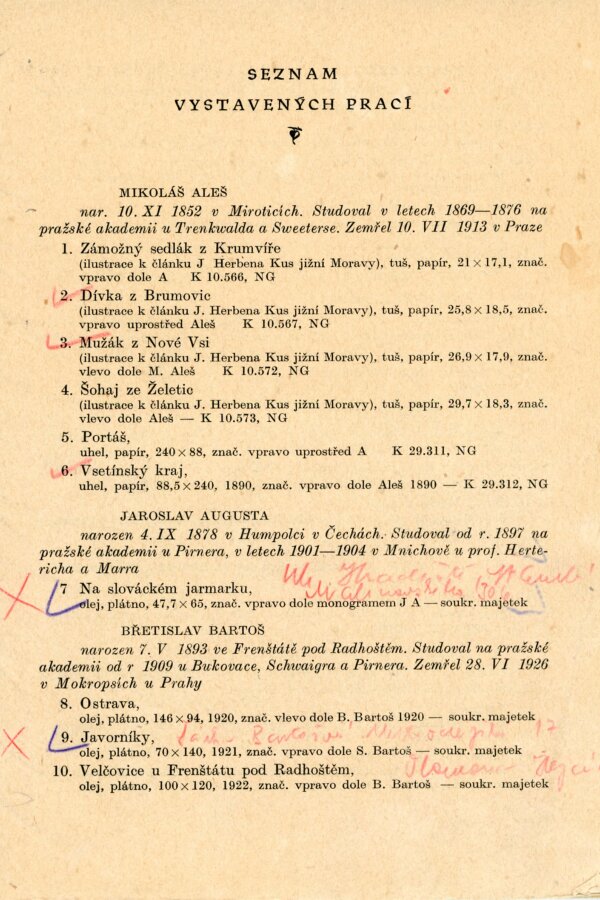 SEZNAM
VYSTAVENÝCH PRACÍ
MIKOLÁŠ ALEŠ
nar. 10. XI 1852 v Miroticích. Studoval v letech 1869—1876 na
pražské akademii u Trenkwalda a Sweeterse. Zemřel 10. VII 1913 v Praze
1. Zámožný sedlák z Krumvíře
(ilustrace k článku J Herbena Kus jižní Moravy), tuš, papír, 21 × 17,1, znač.
vpravo dole A K 10.566, NG
2. Dívka z Brumovic
(ilustrace k článku J. Herbena Kus jižní Moravy), tuš, papír, 25,8 × 18,5, znač.
vpravo uprostřed Aleš K 10.567, NG
3. Mužák z Nové Vsi
(ilustrace k článku J. Herbena Kus jižní Moravy), tuš, papír, 26,9 × 17,9, znač.
vlevo dole M. Aleš K 10.572, NG
4. Šohaj ze Želetic
(ilustrace k článku J. Herbena Kus jižní Moravy), tuš, papír, 29,7 × 18,3, znač.
vlevo dole Aleš — K 10.573, NG
5. Portáš,
uhel, papír, 240 × 88, znač. vpravo uprostřed A K 29.311, NG
6. Vsetínský kraj,
uhel, papír, 88,5 × 240, 1890, znač. vpravo dole Aleš 1890 — K 29.312, NG
JAROSLAV AUGUSTA
narozen 4. IX 1878 v Humpolci v Čechách. Studoval od r. 1897 na
pražské akademii u Pirnera, v letech 1901—1904 v Mnichově u prof. Herte-
richa a Marra
Uh. Hradiště
7 Na slováckém jarmarku,
olej, plátno, 47,7 × 65, znač. vpravo dole monogramem J A — soukr. majetek
BŘETISLAV BARTOŠ
narozen 7. V 1893 ve Frenštátě pod Radhoštěm. Studoval na pražské
akademii od r 1909 u Bukovace, Schwaigra a Pirnera. Zemřel 28. VI 1926
v Mokropsích u Prahy
8. Ostrava,
olej, plátno, 146 × 94, 1920, znač. vlevo dole B. Bartoš 1920 — soukr. majetek
9. Javorníky, Bartošová 17
olej, plátno, 70 × 140, 1921, znač. vpravo dole S. Bartoš — soukr. majetek
10. Velčovice u Frenštátu pod Radhoštěm, Olomouc
olej, plátno, 100 × 120, 1922, znač. vpravo dole B. Bartoš — soukr. majetek